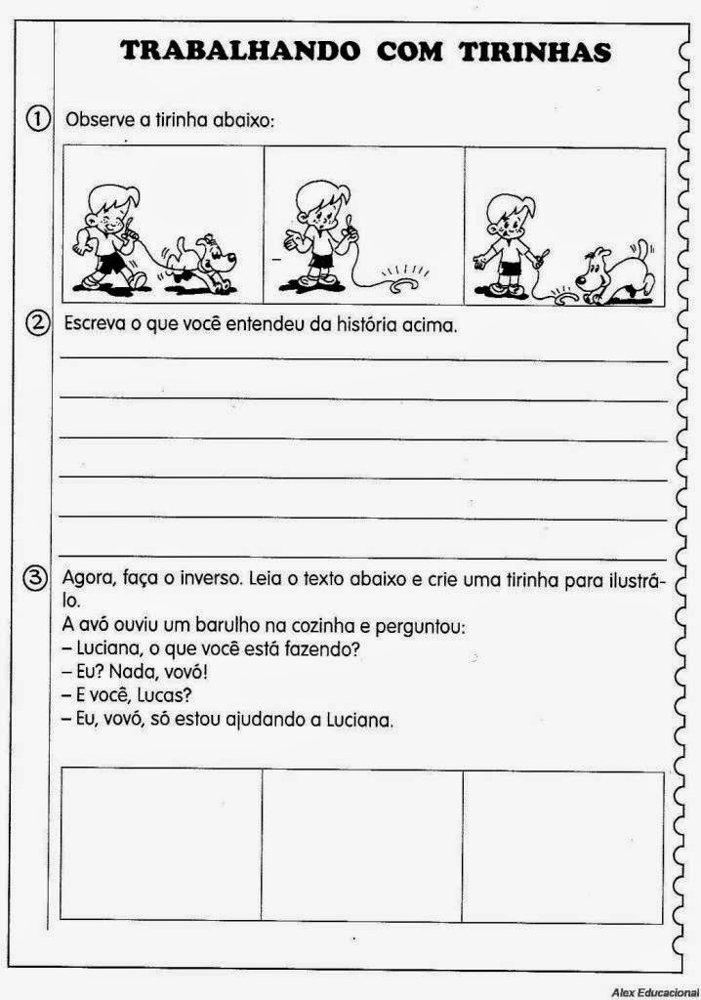 TRABALHANDO COM TIRINHAS
1 Observe a tirinha abaixo:
2 Escreva o que você entendeu da história acima.
3 Agora, faça o inverso. Leia o texto abaixo e crie uma tirinha para ilustrá-
lo.
A avó ouviu um barulho na cozinha e perguntou:
– Luciana, o que você está fazendo?
– Eu? Nada, vovó!
– E você, Lucas?
– Eu, vovó, só estou ajudando a Luciana.
Alex Educacional